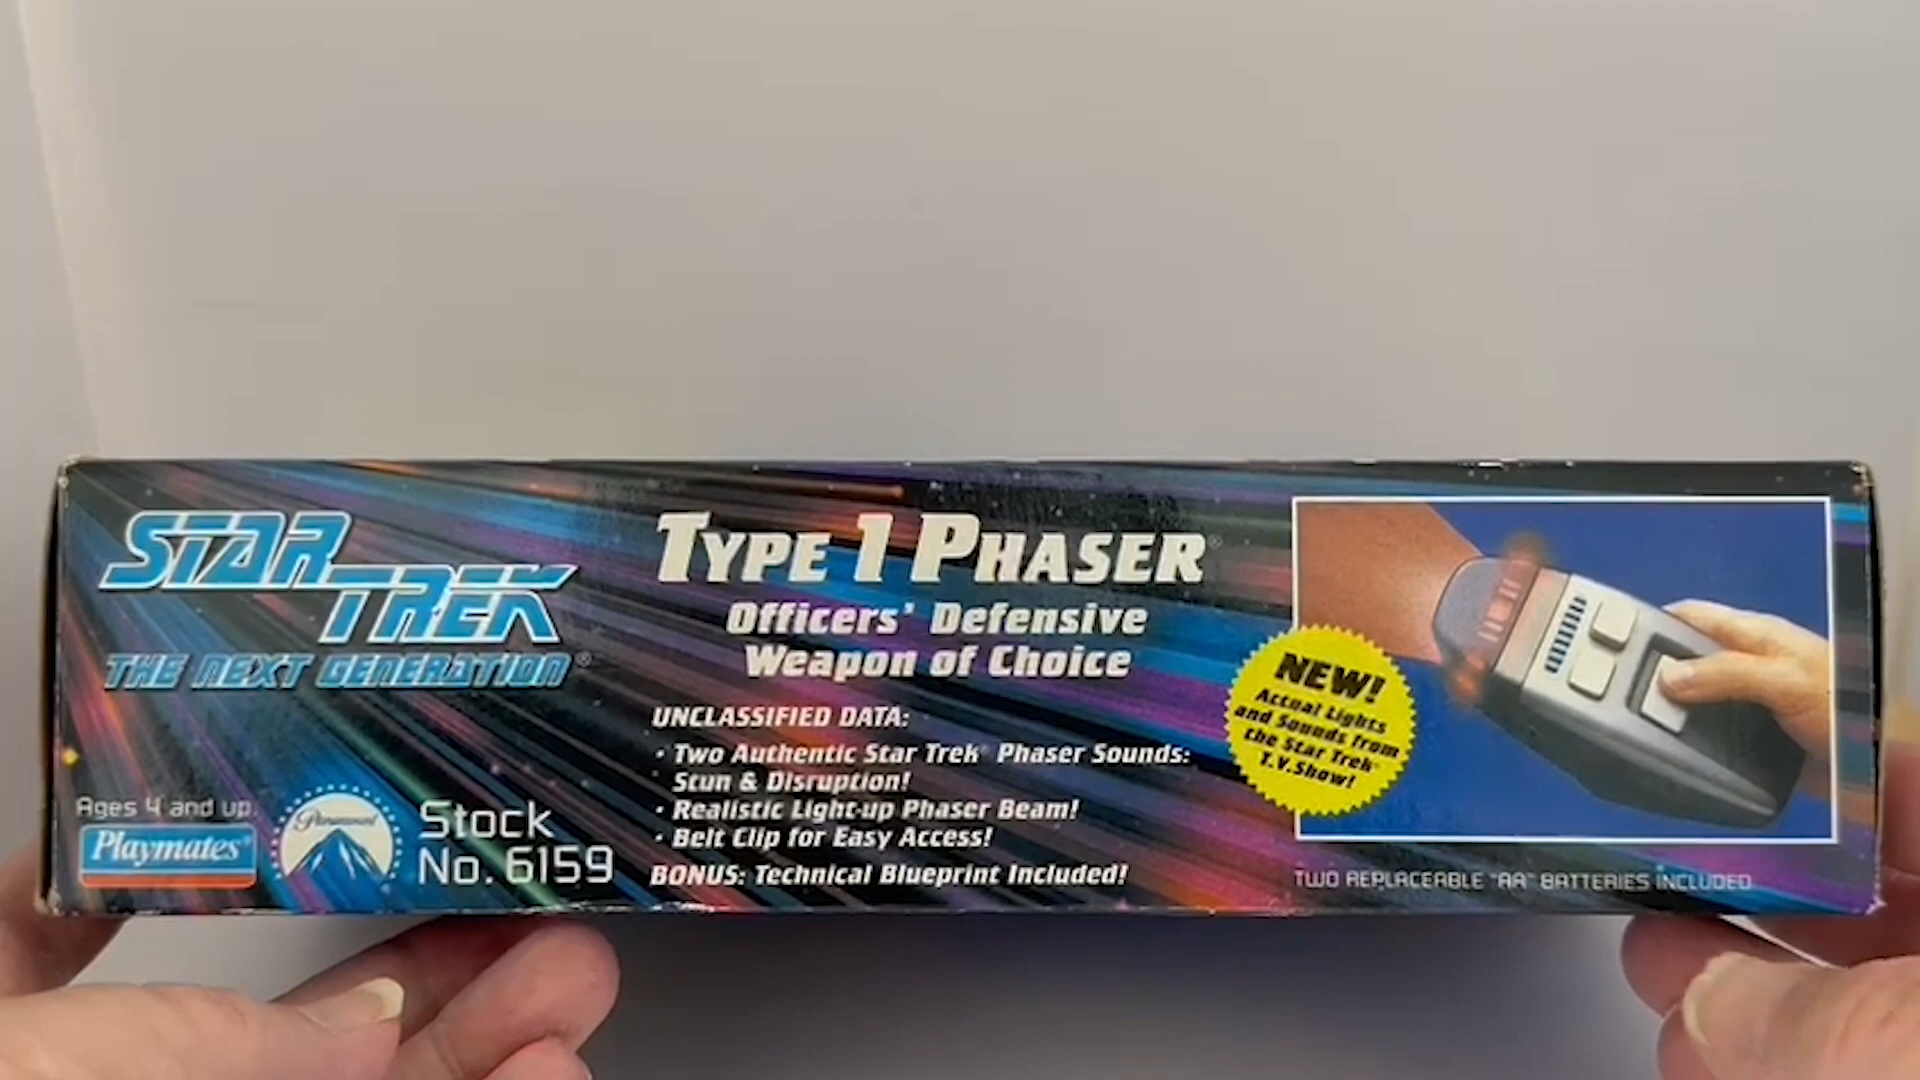 STAR
TREK
THE NEXT GENERATION®
Ages 4 and up.
Playmates®
Paramount
Stock
No. 6159
TYPE 1 PHASER®
Officers' Defensive
Weapon of Choice
UNCLASSIFIED DATA:
• Two Authentic Star Trek® Phaser Sounds:
Stun & Disruption!
• Realistic Light-up Phaser Beam!
• Belt Clip for Easy Access!
BONUS: Technical Blueprint Included!
NEW!
Actual Lights
and Sounds from
the Star Trek®
T.V. Show!
TWO REPLACEABLE "AA" BATTERIES INCLUDED